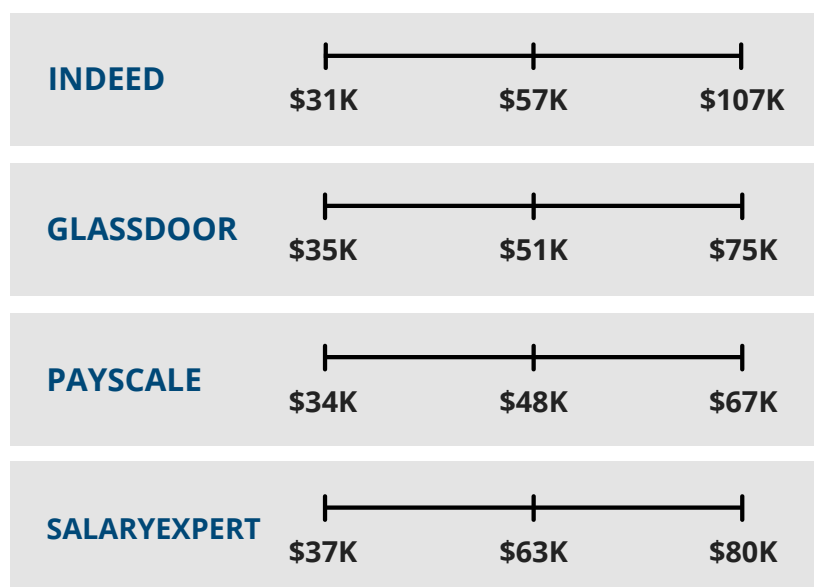 INDEED
$31K $57K $107K
GLASSDOOR
$35K $51K $75K
PAYSCALE
$34K $48K $67K
SALARYEXPERT
$37K $63K $80K